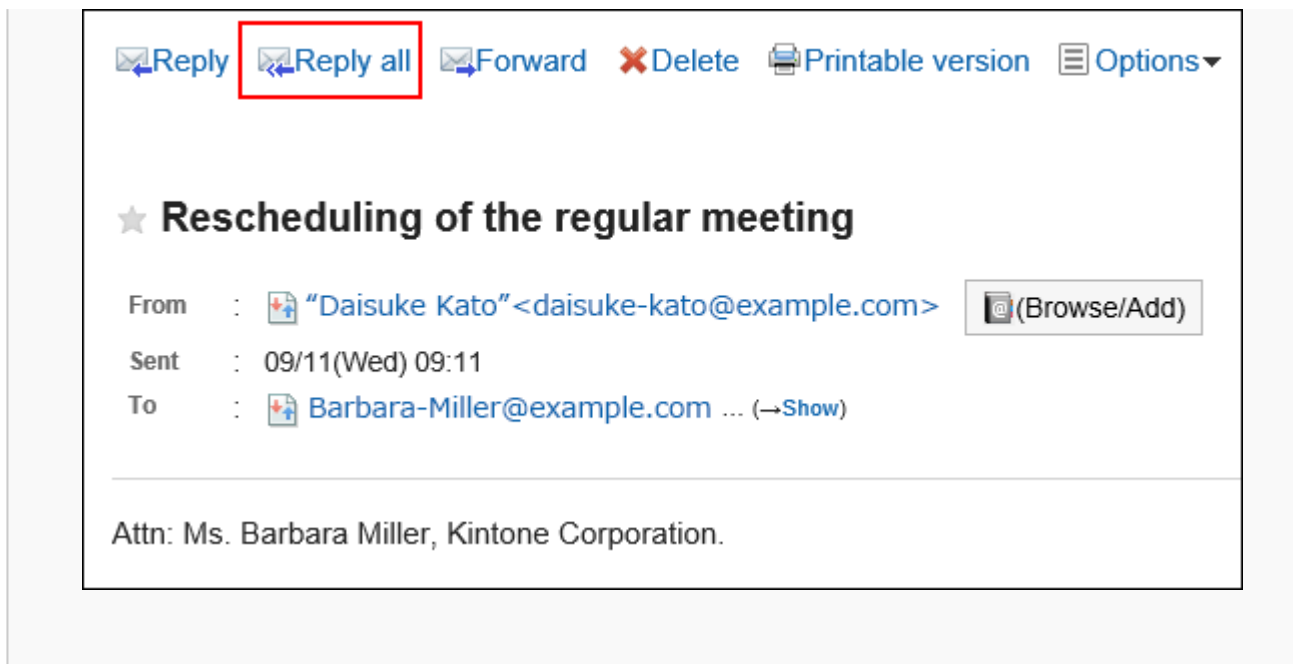 Reply Reply all Forward Delete Printable version Options
Rescheduling of the regular meeting
From : “Daisuke Kato”<daisuke-kato@example.com> (Browse/Add)
Sent : 09/11(Wed) 09:11
To : Barbara-Miller@example.com ... (→Show)
Attn: Ms. Barbara Miller, Kintone Corporation.